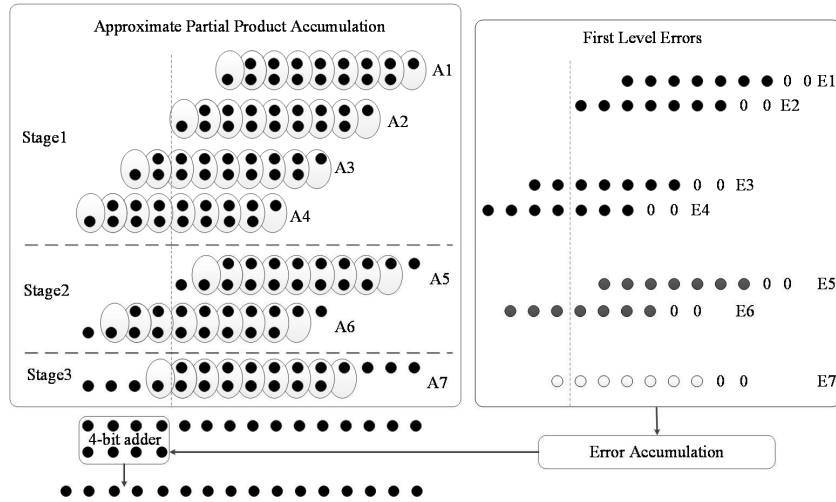 Approximate Partial Product Accumulation
A1
A2
Stage1
A3
A4
A5
Stage2
A6
Stage3
A7
4-bit adder
First Level Errors
0 0 E1
0 0 E2
0 0 E3
0 0 E4
0 0 E5
0 0 E6
0 0 E7
Error Accumulation